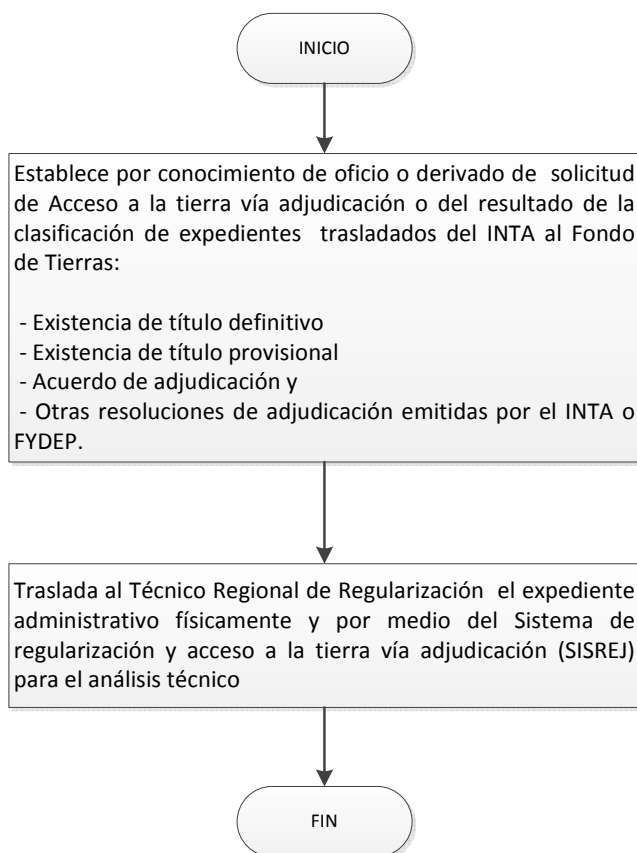 INICIO
Establece por conocimiento de oficio o derivado de solicitud
de Acceso a la tierra vía adjudicación o del resultado de la
clasificación de expedientes trasladados del INTA al Fondo
de Tierras:
- Existencia de título definitivo
- Existencia de título provisional
- Acuerdo de adjudicación y
- Otras resoluciones de adjudicación emitidas por el INTA o
FYDEP.
Traslada al Técnico Regional de Regularización el expediente
administrativo físicamente y por medio del Sistema de
regularización y acceso a la tierra vía adjudicación (SISREJ)
para el análisis técnico
FIN